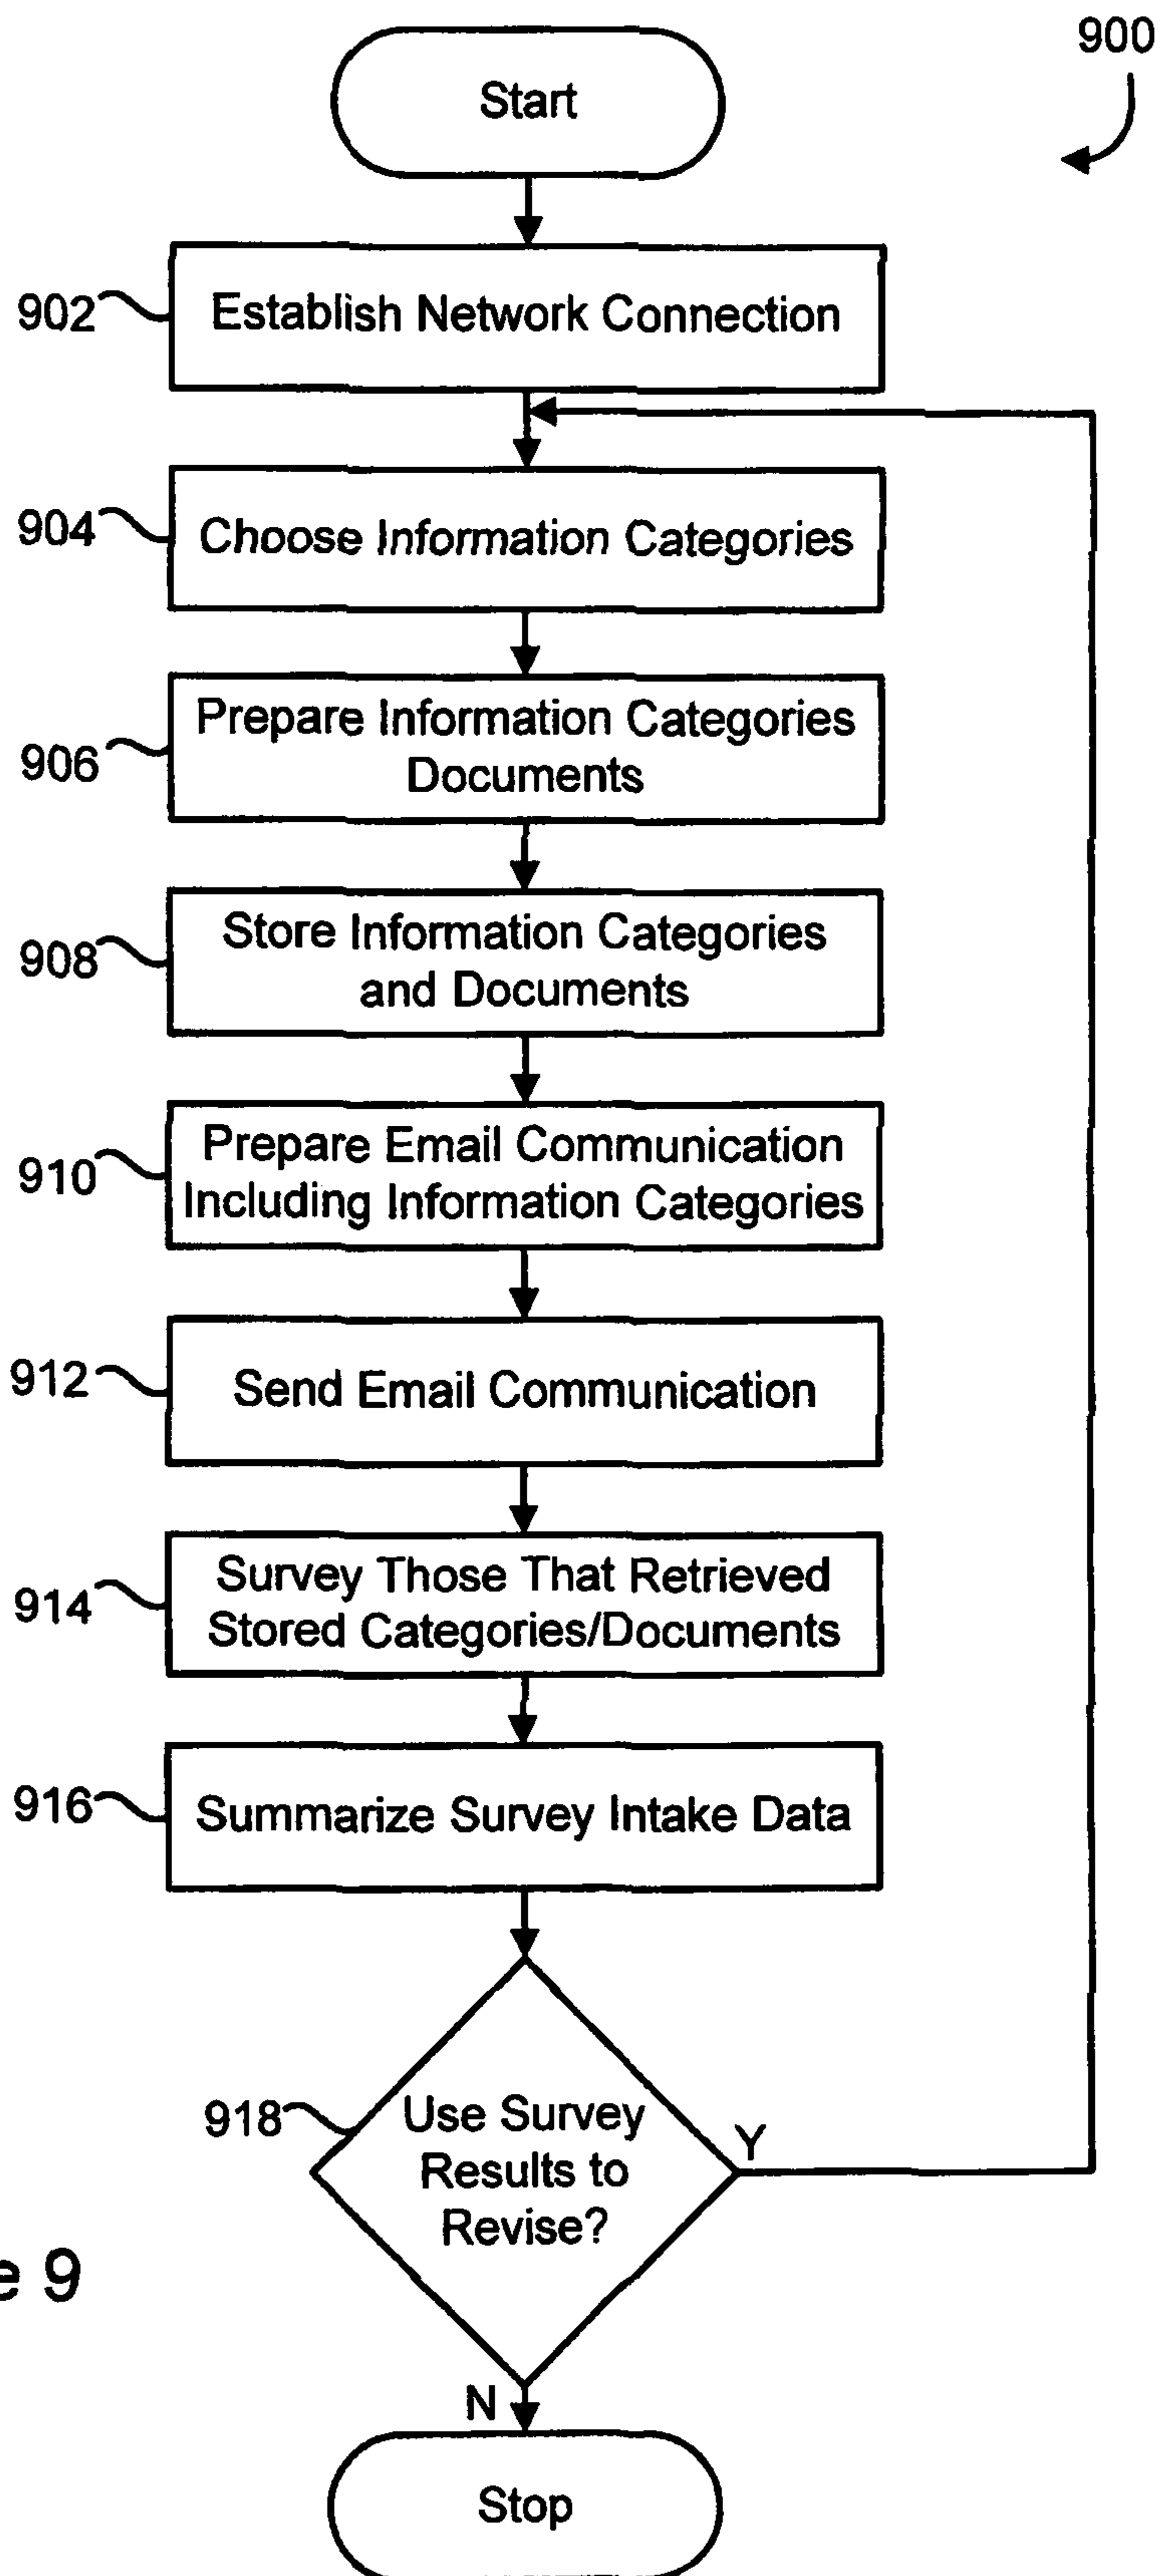 900
Start
902
Establish Network Connection
904
Choose Information Categories
906
Prepare Information Categories
Documents
908
Store Information Categories
and Documents
910
Prepare Email Communication
Including Information Categories
912
Send Email Communication
914
Survey Those That Retrieved
Stored Categories/Documents
916
Summarize Survey Intake Data
918
Use Survey
Results to
Revise?
Y
e 9
N
Stop